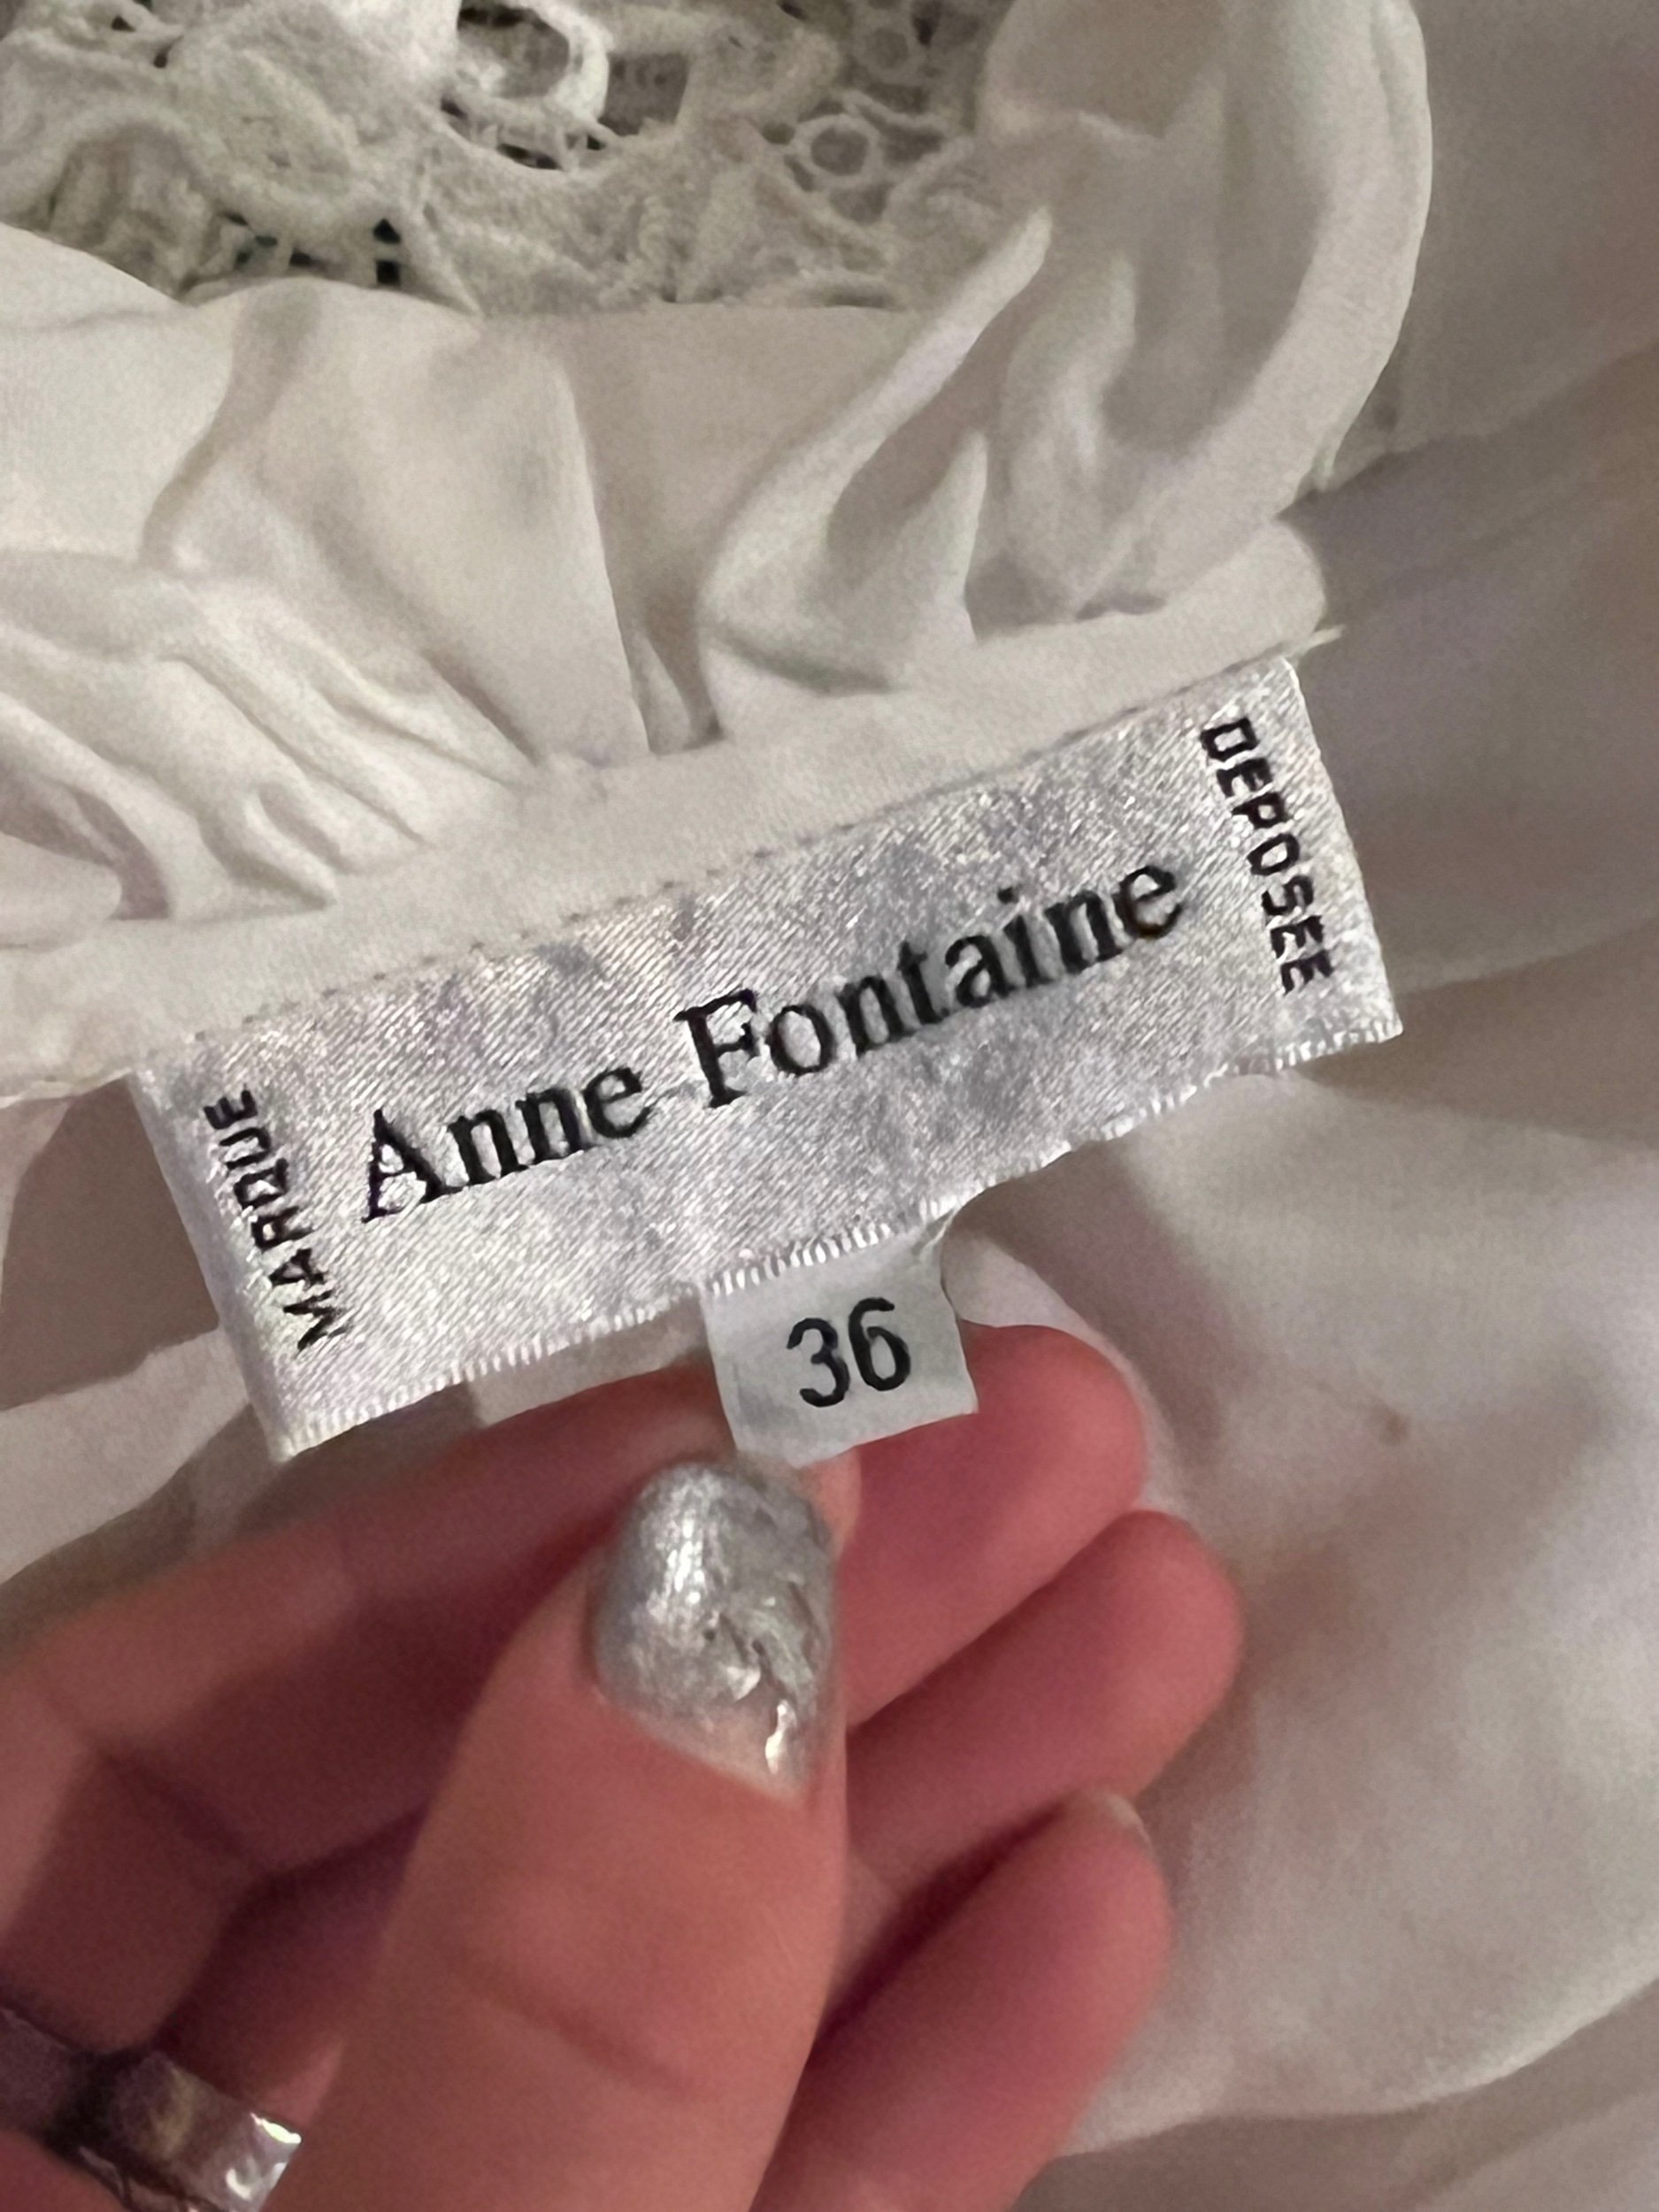 MARQUE
Anne Fontaine
DEPOSEE
36